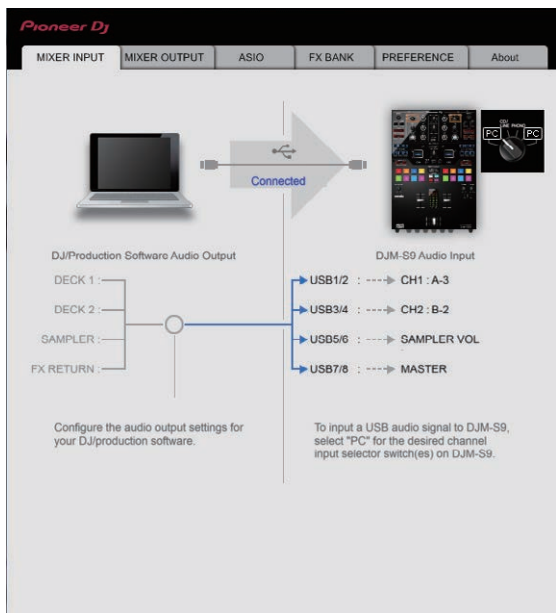 Pioneer Dj
MIXER INPUT MIXER OUTPUT ASIO FX BANK PREFERENCE About
CDJ
LINE PHONO
PC PC
Connected
DJ/Production Software Audio Output DJM-S9 Audio Input
DECK 1 : USB1/2 : CH1 : A-3
DECK 2 : USB3/4 : CH2 : B-2
SAMPLER : USB5/6 : SAMPLER VOL
FX RETURN : USB7/8 : MASTER
Configure the audio output settings for
your DJ/production software.
To input a USB audio signal to DJM-S9,
select "PC" for the desired channel
input selector switch(es) on DJM-S9.